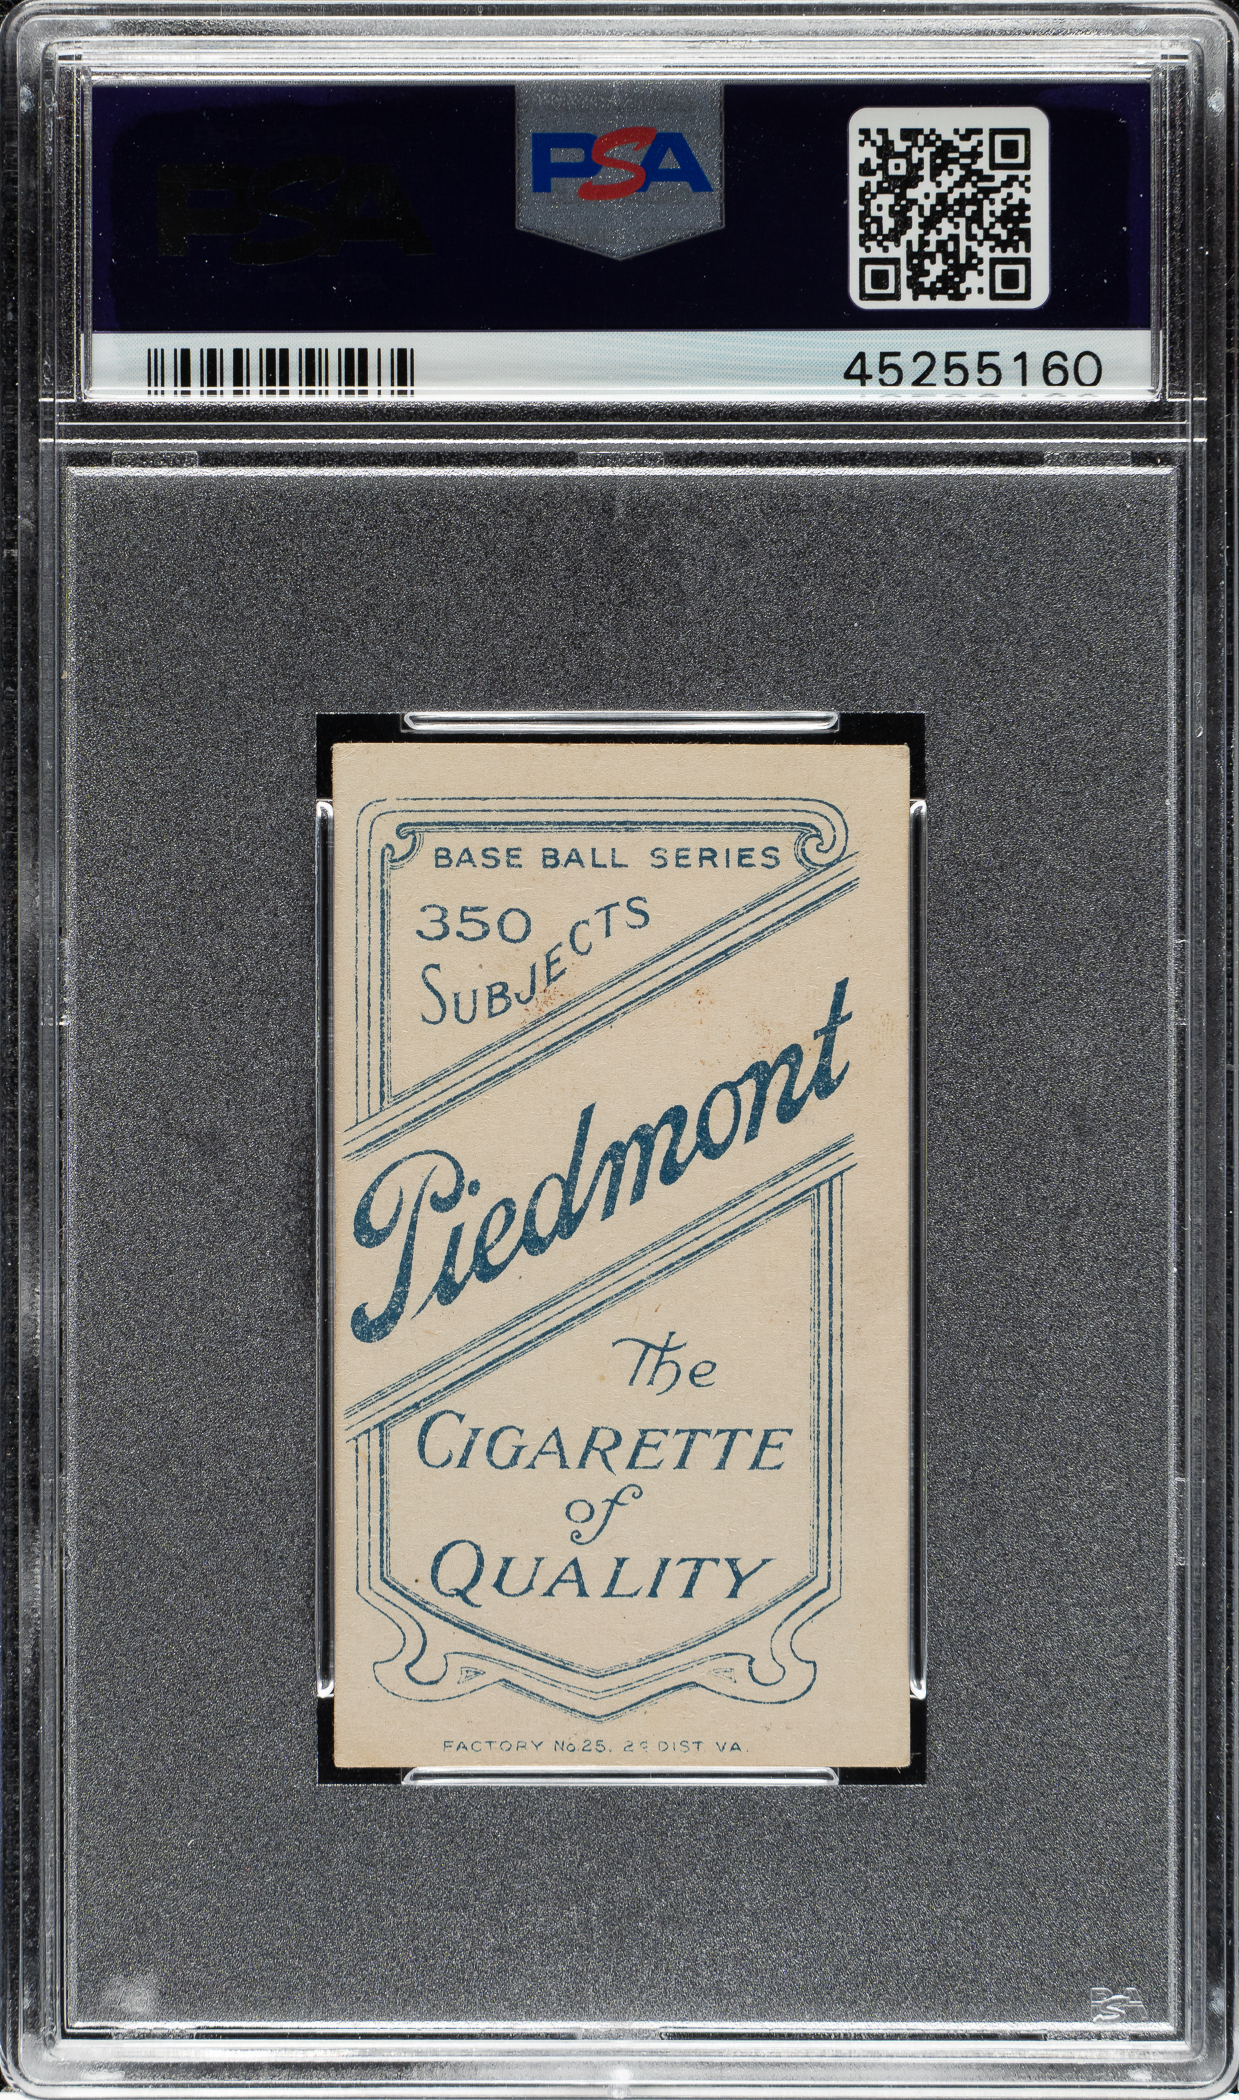 PSA
PSA
45255160
BASE BALL SERIES
350
SUBJECTS
Piedmont
The
CIGARETTE
of
QUALITY
FACTORY No 25. 2d DIST. VA.
PSA